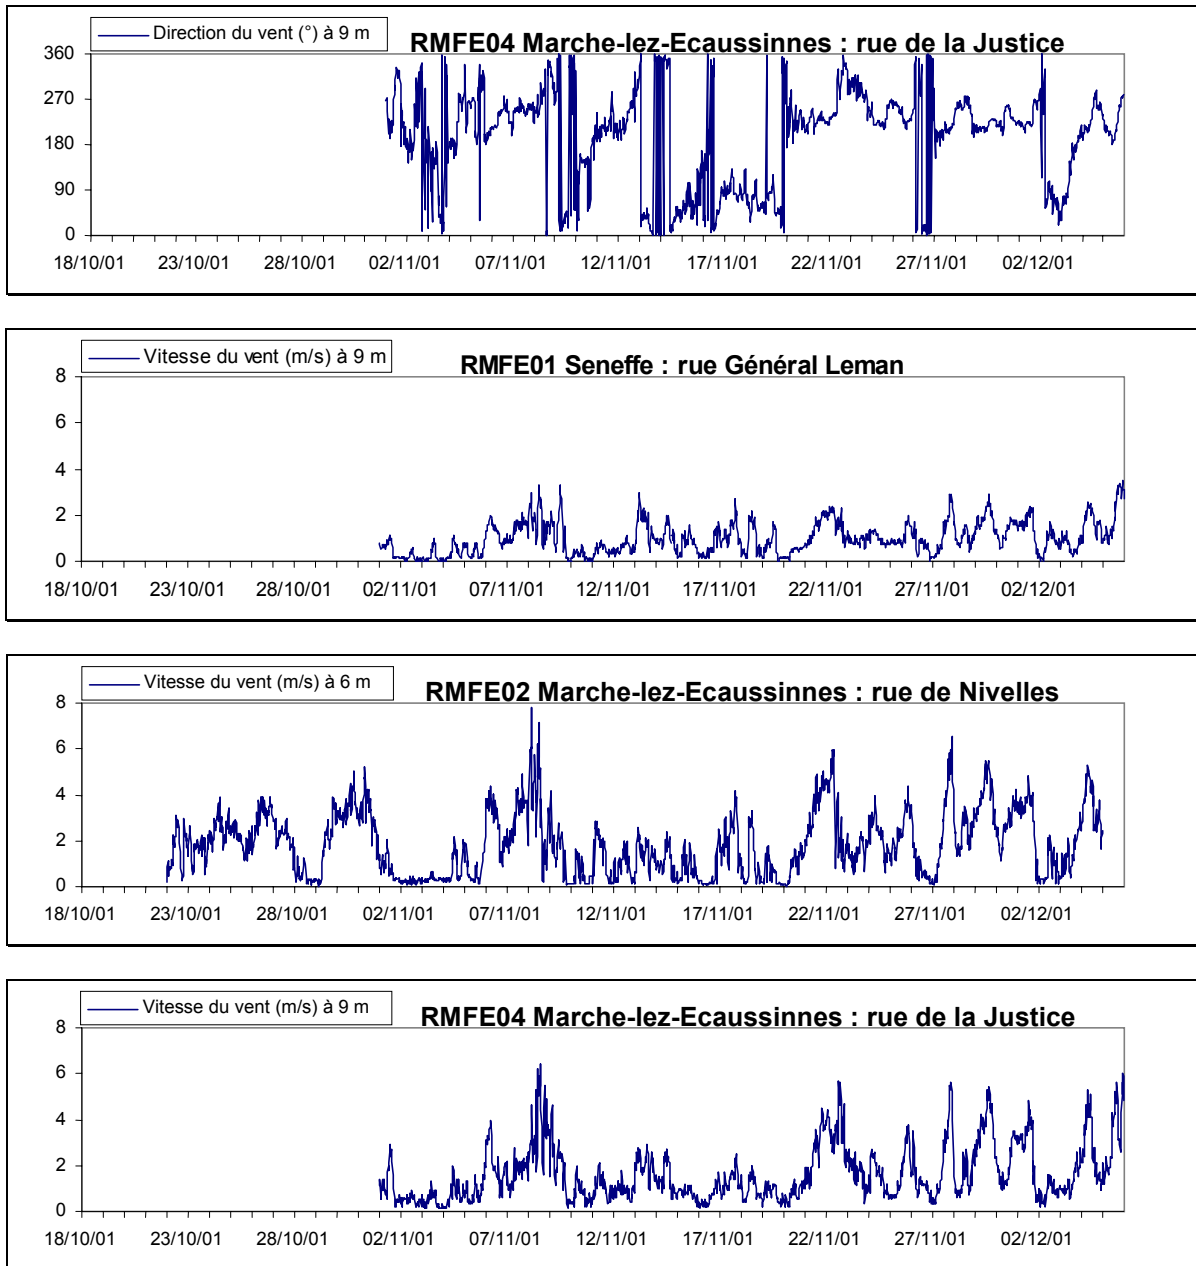 Direction du vent (°) à 9 m
RMFE04 Marche-lez-Ecaussinnes : rue de la Justice
360
270
180
90
0
18/10/01 23/10/01 28/10/01 02/11/01 07/11/01 12/11/01 17/11/01 22/11/01 27/11/01 02/12/01
Vitesse du vent (m/s) à 9 m
RMFE01 Seneffe : rue Général Leman
8
6
4
2
0
18/10/01 23/10/01 28/10/01 02/11/01 07/11/01 12/11/01 17/11/01 22/11/01 27/11/01 02/12/01
Vitesse du vent (m/s) à 6 m
RMFE02 Marche-lez-Ecaussinnes : rue de Nivelles
8
6
4
2
0
18/10/01 23/10/01 28/10/01 02/11/01 07/11/01 12/11/01 17/11/01 22/11/01 27/11/01 02/12/01
Vitesse du vent (m/s) à 9 m
RMFE04 Marche-lez-Ecaussinnes : rue de la Justice
8
6
4
2
0
18/10/01 23/10/01 28/10/01 02/11/01 07/11/01 12/11/01 17/11/01 22/11/01 27/11/01 02/12/01